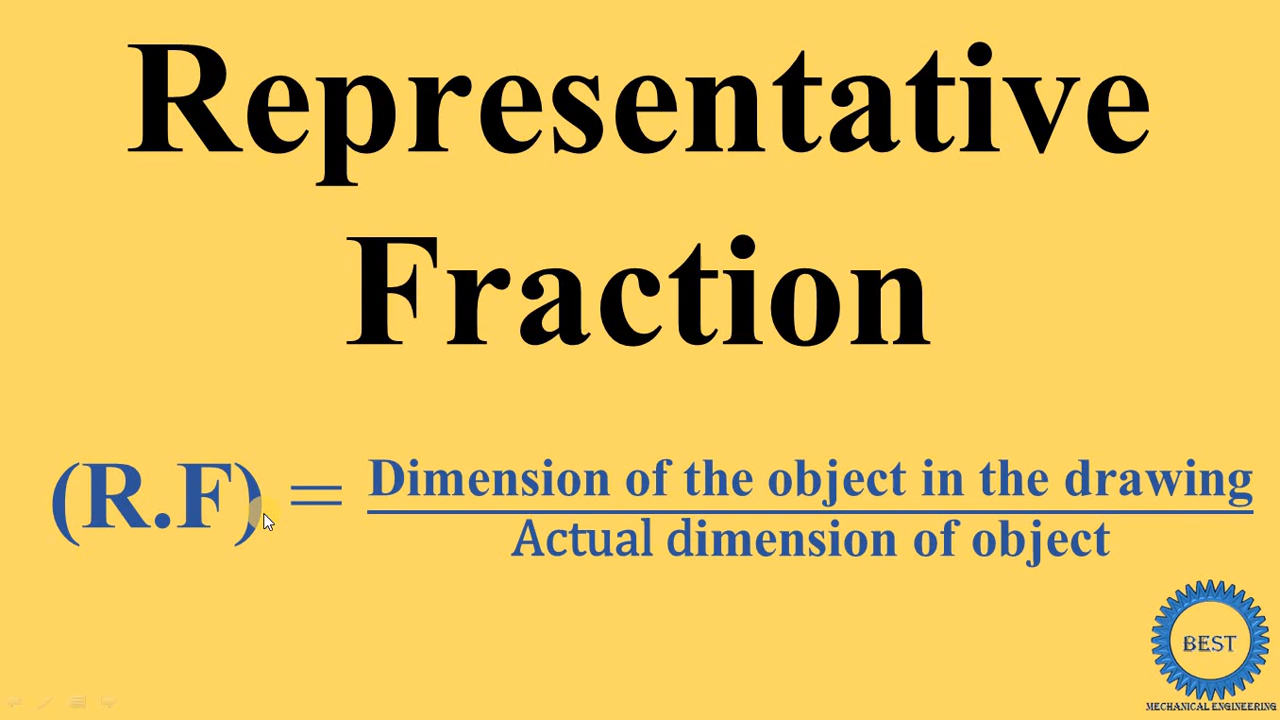 Representative
Fraction
(R.F) = Dimension of the object in the drawing
Actual dimension of object
BEST
MECHANICAL ENGINEERING